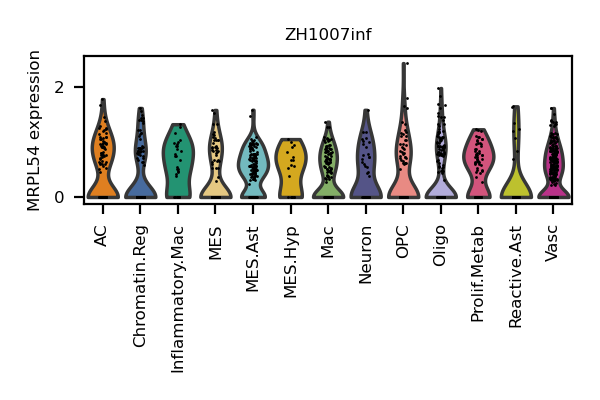 ZH1007inf
MRPL54 expression
2
0
AC
Chromatin.Reg
Inflammatory.Mac
MES
MES.Ast
MES.Hyp
Mac
Neuron
OPC
Oligo
Prolif.Metab
Reactive.Ast
Vasc